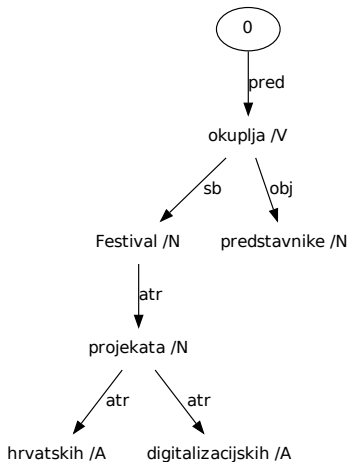 0
pred
okuplja /V
sb obj
Festival /N predstavnike /N
atr
projekata /N
atr atr
hrvatskih /A digitalizacijskih /A